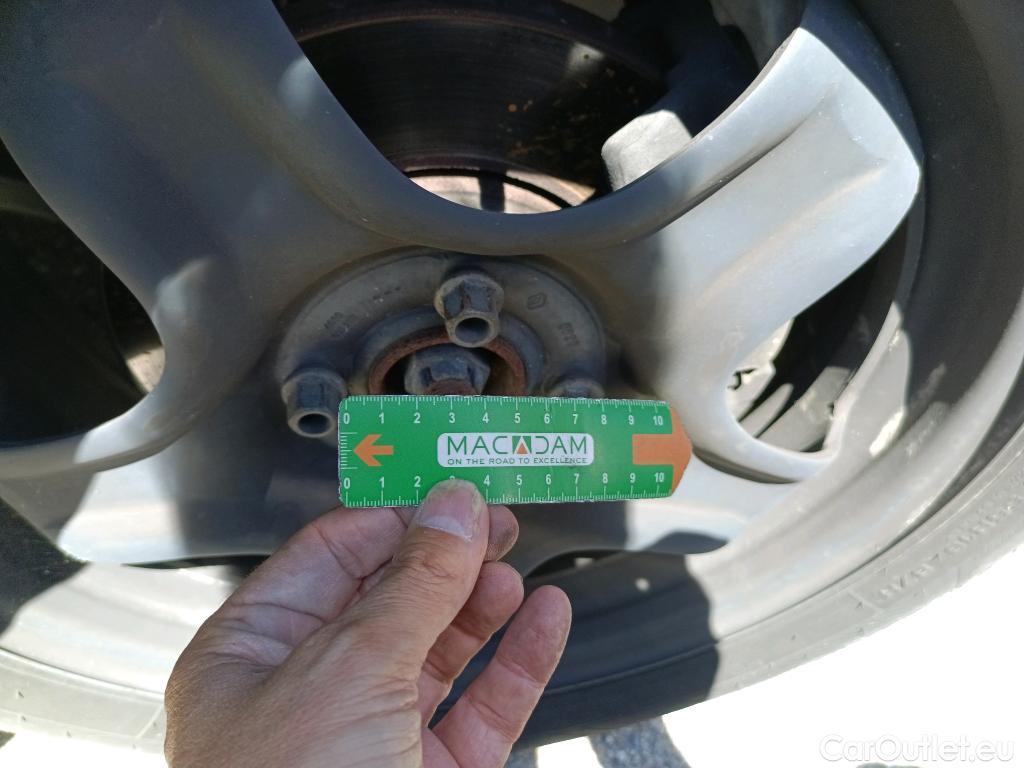 0 1 2 3 4 5 6 7 8 9 10
MACADAM
ON THE ROAD TO EXCELLENCE
0 1 2 3 4 5 6 7 8 9 10
CarOutlet.eu